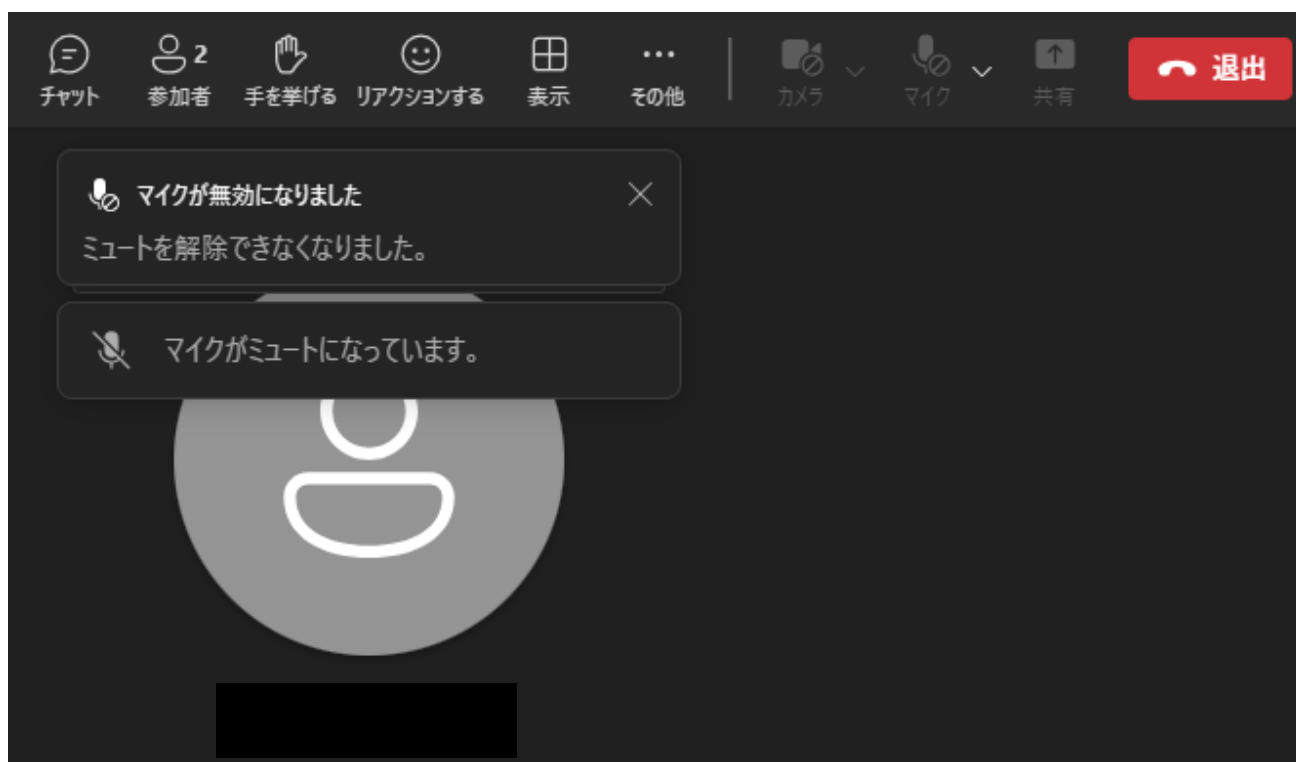 チャット 参加者 2 手を挙げる リアクションする 表示 その他 カメラ マイク 共有 退出
マイクが無効になりました
ミュートを解除できなくなりました。
マイクがミュートになっています。